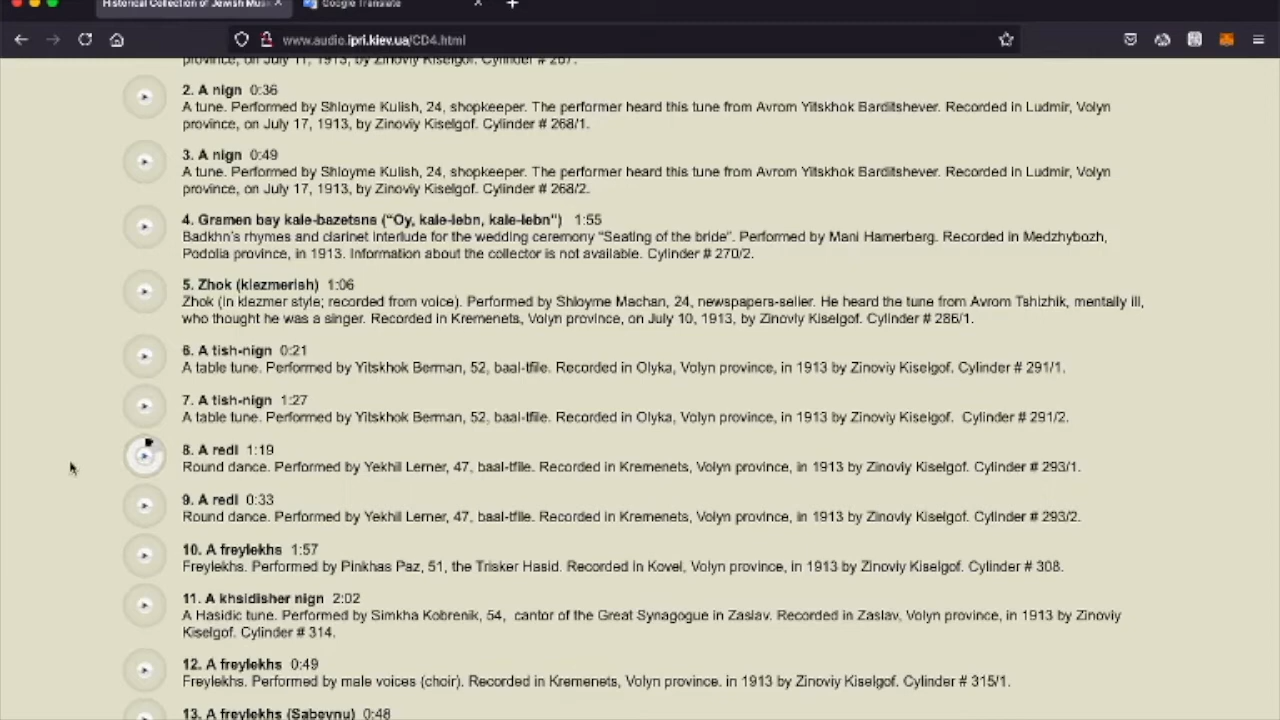 Historical Collection of Jewish Mus
Google Translate
www.audio.ipri.kiev.ua/CD4.html
province, on July 11, 1913, by Zinoviy Kiselgof. Cylinder # 267.
2. A nign 0:36
A tune. Performed by Shloyme Kulish, 24, shopkeeper. The performer heard this tune from Avrom Yitskhok Barditshever. Recorded in Ludmir, Volyn
province, on July 17, 1913, by Zinoviy Kiselgof. Cylinder # 268/1.
3. A nign 0:49
A tune. Performed by Shloyme Kulish, 24, shopkeeper. The performer heard this tune from Avrom Yitskhok Barditshever. Recorded in Ludmir, Volyn
province, on July 17, 1913, by Zinoviy Kiselgof. Cylinder # 268/2.
4. Gramen bay kale-bazetsns ("Oy, kale-lebn, kale-lebn") 1:55
Badkhn's rhymes and clarinet interlude for the wedding ceremony "Seating of the bride". Performed by Mani Hamerberg. Recorded in Medzhybozh,
Podolia province, in 1913. Information about the collector is not available. Cylinder # 270/2.
5. Zhok (klezmerish) 1:06
Zhok (in klezmer style; recorded from voice). Performed by Shloyme Machan, 24, newspapers-seller. He heard the tune from Avrom Tshizhik, mentally ill,
who thought he was a singer. Recorded in Kremenets, Volyn province, on July 10, 1913, by Zinoviy Kiselgof. Cylinder # 286/1.
6. A tish-nign 0:21
A table tune. Performed by Yitskhok Berman, 52, baal-tfile. Recorded in Olyka, Volyn province, in 1913 by Zinoviy Kiselgof. Cylinder # 291/1.
7. A tish-nign 1:27
A table tune. Performed by Yitskhok Berman, 52, baal-tfile. Recorded in Olyka, Volyn province, in 1913 by Zinoviy Kiselgof. Cylinder # 291/2.
8. A redl 1:19
Round dance. Performed by Yekhil Lerner, 47, baal-tfile. Recorded in Kremenets, Volyn province, in 1913 by Zinoviy Kiselgof. Cylinder # 293/1.
9. A redl 0:33
Round dance. Performed by Yekhil Lerner, 47, baal-tfile. Recorded in Kremenets, Volyn province, in 1913 by Zinoviy Kiselgof. Cylinder # 293/2.
10. A freylekhs 1:57
Freylekhs. Performed by Pinkhas Paz, 51, the Trisker Hasid. Recorded in Kovel, Volyn province, in 1913 by Zinoviy Kiselgof. Cylinder # 308.
11. A khsidisher nign 2:02
A Hasidic tune. Performed by Simkha Kobrenik, 54, cantor of the Great Synagogue in Zaslav. Recorded in Zaslav, Volyn province, in 1913 by Zinoviy
Kiselgof. Cylinder # 314.
12. A freylekhs 0:49
Freylekhs. Performed by male voices (choir). Recorded in Kremenets, Volyn province. in 1913 by Zinoviy Kiselgof. Cylinder # 315/1.
13. A freylekhs (Sabeynu) 0:48